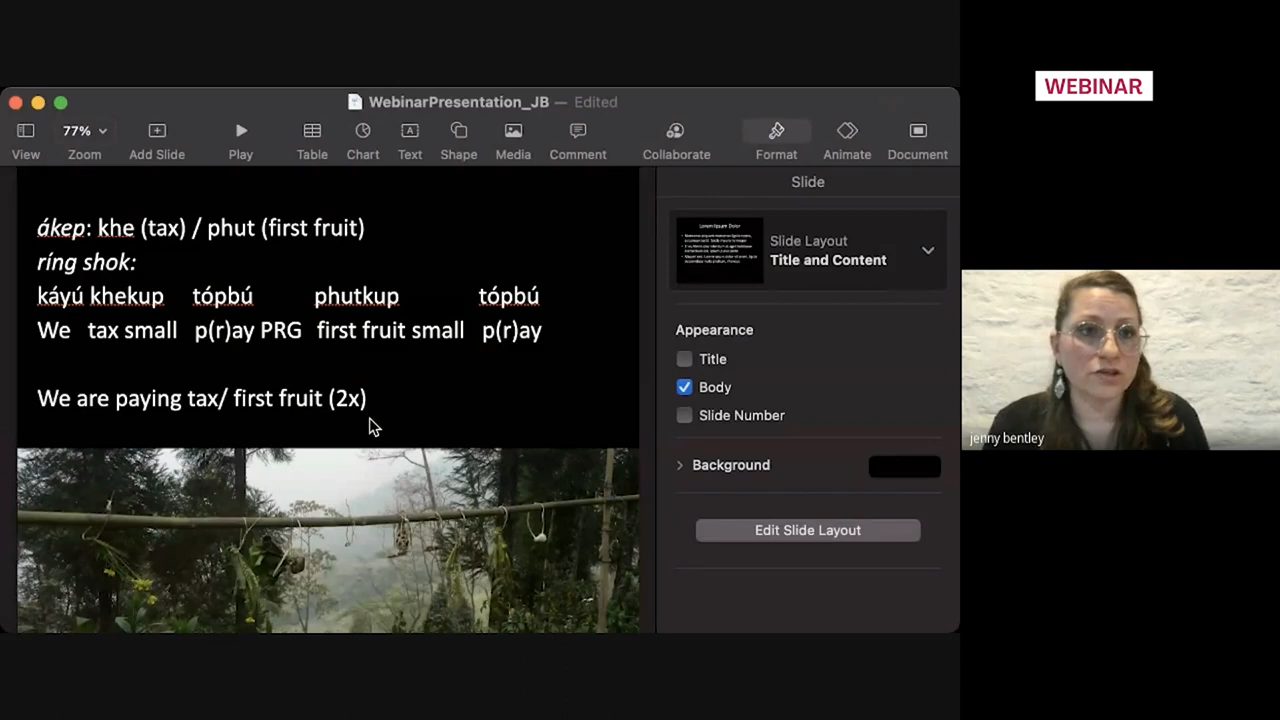 WEBINAR
WebinarPresentation_JB — Edited
View
77%
Zoom
Add Slide
Play
Table
Chart
Text
Shape
Media
Comment
Collaborate
Format
Animate
Document
ákep: khe (tax) / phut (first fruit)
ríng shok:
káyú khekup tópbú phutkup tópbú
We tax small p(r)ay PRG first fruit small p(r)ay
We are paying tax/ first fruit (2x)
Slide
Slide Layout
Title and Content
Appearance
Title
Body
Slide Number
Background
Edit Slide Layout
jenny bentley